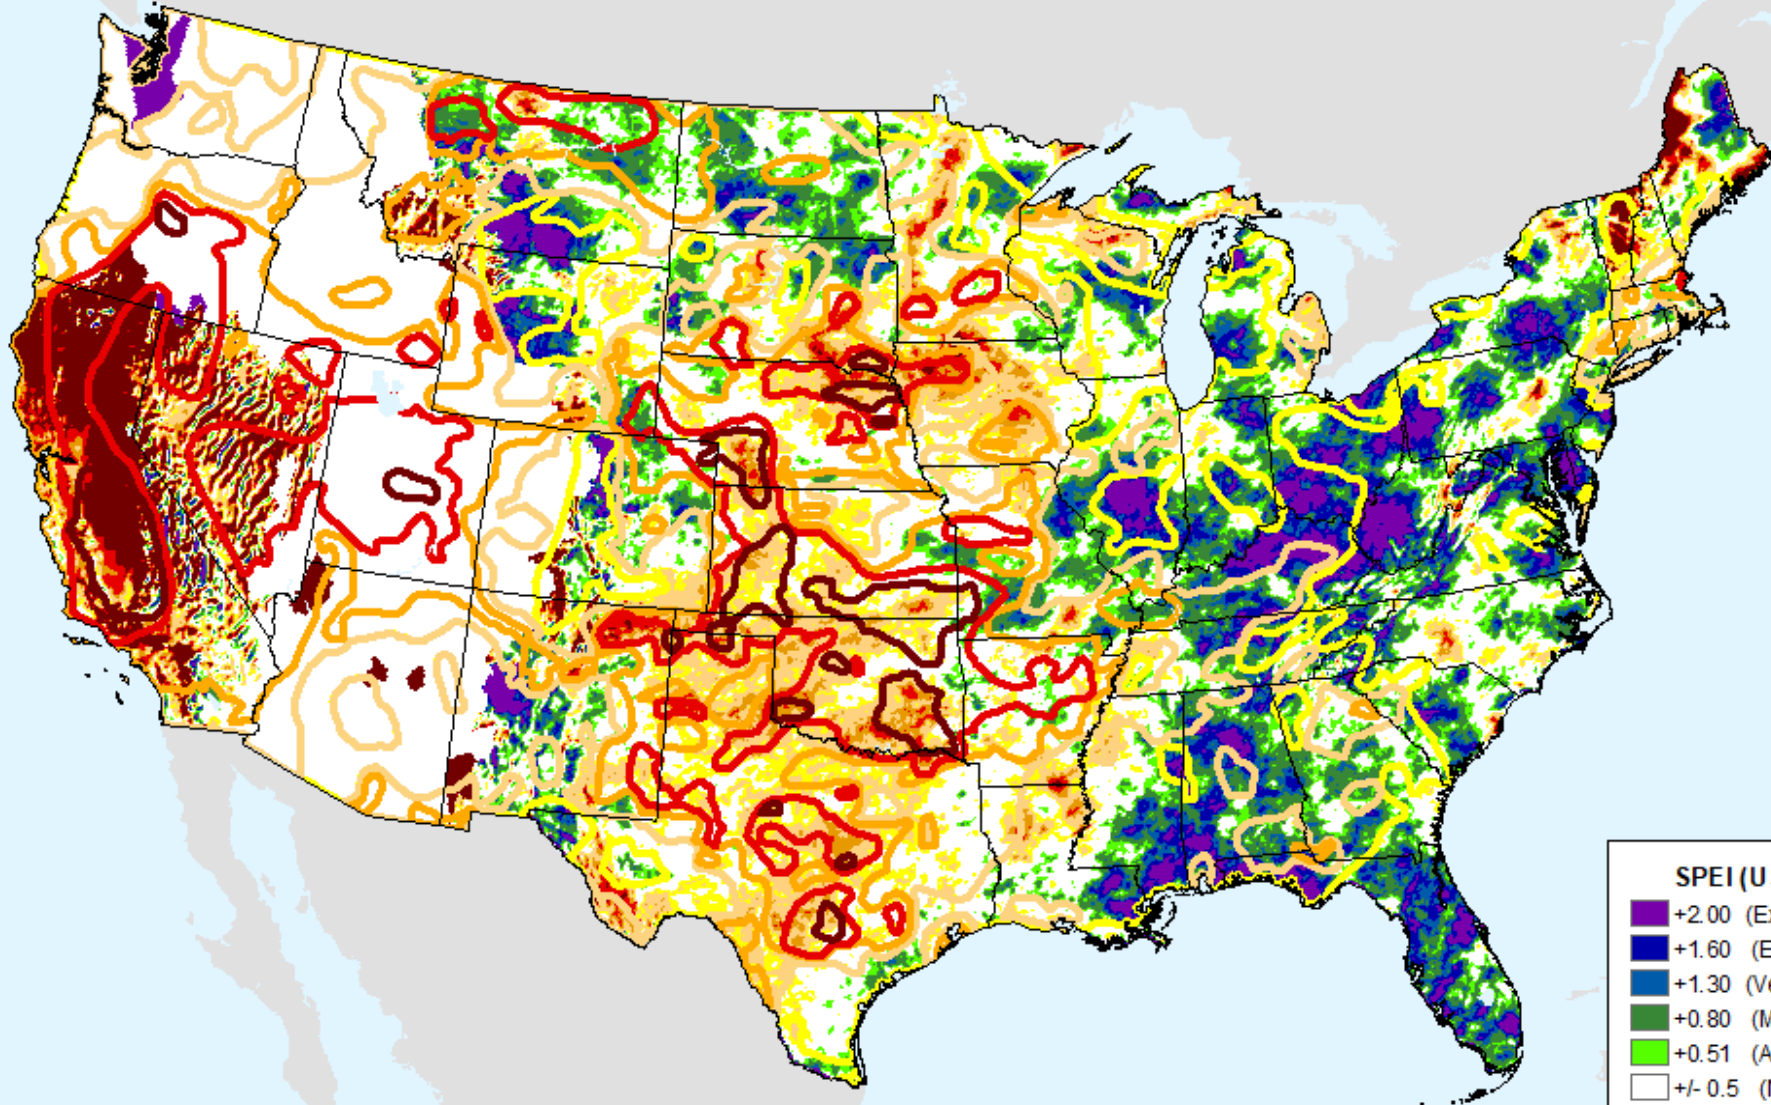 SPEI (U
+2.00 (Ex
+1.60 (E
+1.30 (Ve
+0.80 (M
+0.51 (A
+/- 0.5 (N